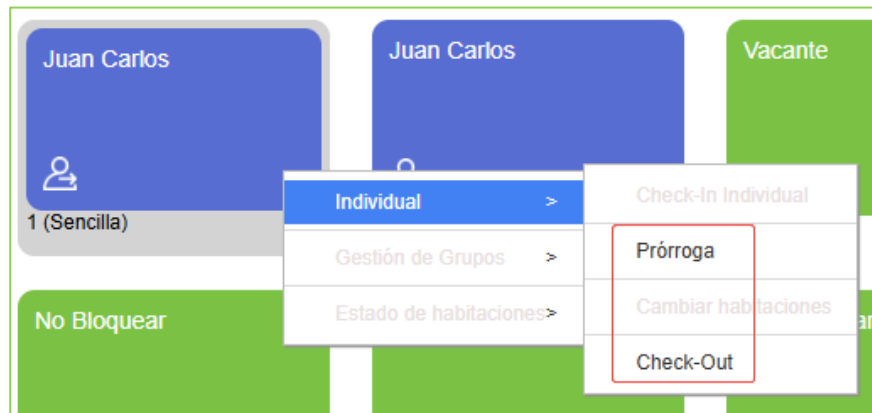 Juan Carlos
Juan Carlos
Vacante
1 (Sencilla)
Individual >
Gestión de Grupos >
Estado de habitaciones>
Check-In Individual
Prórroga
Cambiar habitaciones
Check-Out
No Bloquear